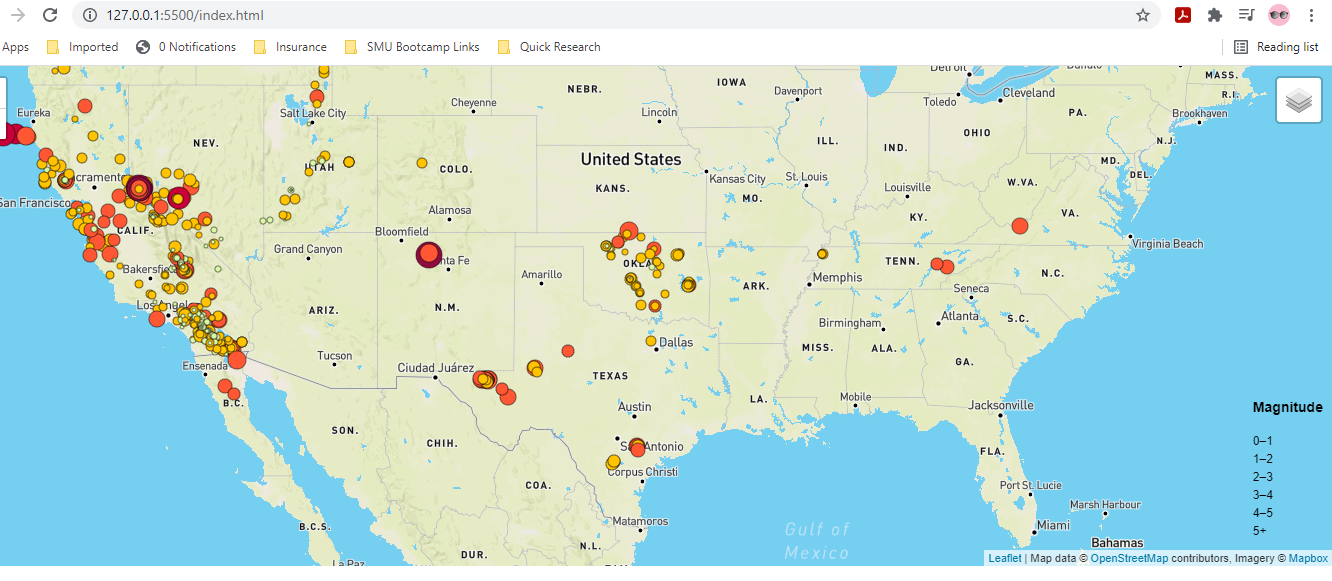 127.0.0.1:5500/index.html
Apps Imported 0 Notifications Insurance SMU Bootcamp Links Quick Research Reading list
Detroit
MASS.
IOWA
NEBR.
Davenport
Cleveland
R.I.
Toledo
Cheyenne
Lincoln
PA.
Eureka
Salt Lake City
Brookhaven
OHIO
NEV.
ILL.
IND.
N.J.
United States
MD.
UTAH
COLO.
DEL.
Sacramento
Kansas City
St. Louis
KANS.
Louisville
W.VA.
MO.
San Francisco
Alamosa
KY.
VA.
CALIF.
Bloomfield
Virginia Beach
Grand Canyon
Santa Fe
OKLA.
TENN.
Bakersfield
Amarillo
Memphis
N.C.
ARK.
Seneca
Los Angeles
N.M.
ARIZ.
Atlanta
S.C.
Birmingham
Dallas
MISS.
ALA.
Tucson
GA.
Ensenada
Ciudad Juárez
TEXAS
LA.
Mobile
B.C.
Austin
Jacksonville
Magnitude
SON.
CHIH.
San Antonio
0–1
FLA.
1–2
Corpus Christi
2–3
COA.
Port St. Lucie
3–4
Marsh Harbour
4–5
B.C.S.
Matamoros
Miami
5+
Gulf of
Mexico
Bahamas
N.L.
DUR.
La Paz
TAM.
Leaflet | Map data © OpenStreetMap contributors, Imagery © Mapbox